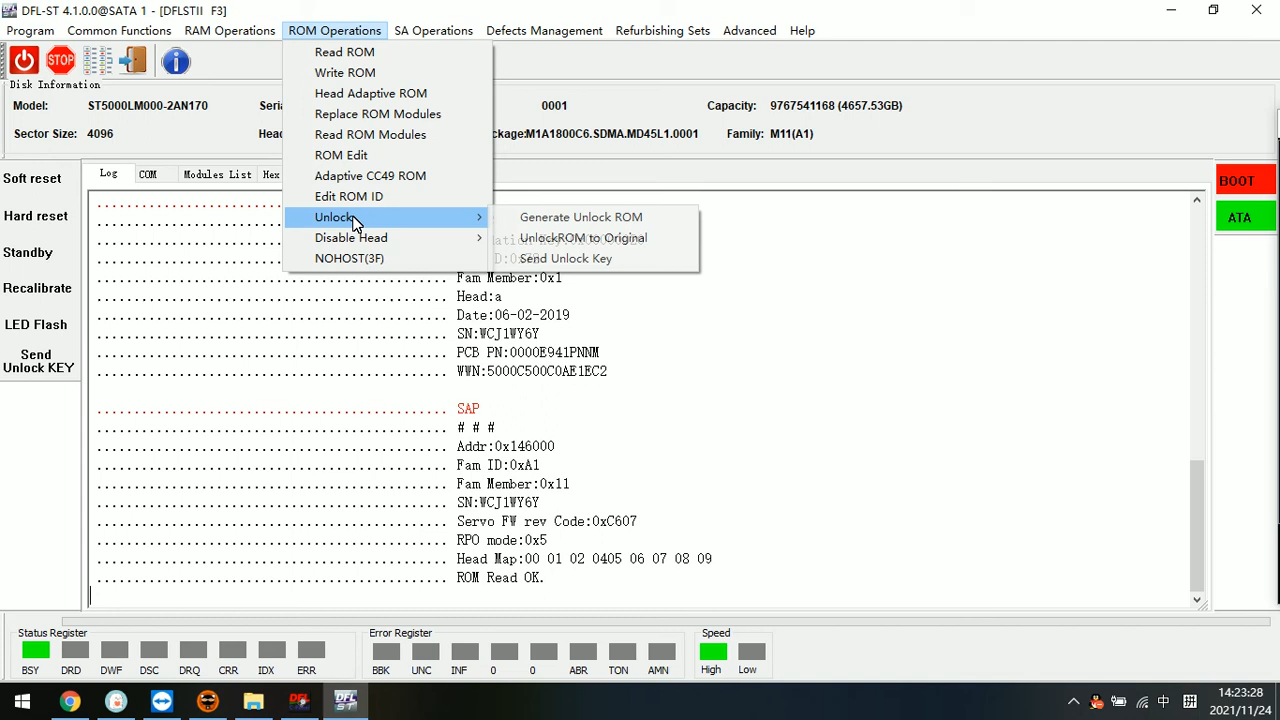 DFL-ST 4.1.0.0@SATA 1 - [DFLSTII F3]
Program Common Functions RAM Operations ROM Operations SA Operations Defects Management Refurbishing Sets Advanced Help
STOP
Disk Information
Model: ST5000LM000-2AN170 Seria 0001 Capacity: 9767541168 (4657.53GB)
Sector Size: 4096 Head ckage:M1A1800C6.SDMA.MD45L1.0001 Family: M11(A1)
Read ROM
Write ROM
Head Adaptive ROM
Replace ROM Modules
Read ROM Modules
ROM Edit
Adaptive CC49 ROM
Edit ROM ID
Unlock
Disable Head
NOHOST(3F)
Generate Unlock ROM
UnlockROM to Original
Send Unlock Key
Soft reset
Hard reset
Standby
Recalibrate
LED Flash
Send
Unlock KEY
Log COM Modules List Hex
BOOT
ATA
Fam Member:0x1
Head:a
Date:06-02-2019
SN:WCJ1WY6Y
PCB PN:0000E941PNNM
WWN:5000C500C0AE1EC2
SAP
# # #
Addr:0x146000
Fam ID:0xA1
Fam Member:0x11
SN:WCJ1WY6Y
Servo FW rev Code:0xC607
RPO mode:0x5
Head Map:00 01 02 0405 06 07 08 09
ROM Read OK.
Status Register Error Register Speed
BSY DRD DWF DSC DRQ CRR IDX ERR BBK UNC INF 0 0 ABR TON AMN High Low
DFL
DFL
ST
中
拼
14:23:28
2021/11/24